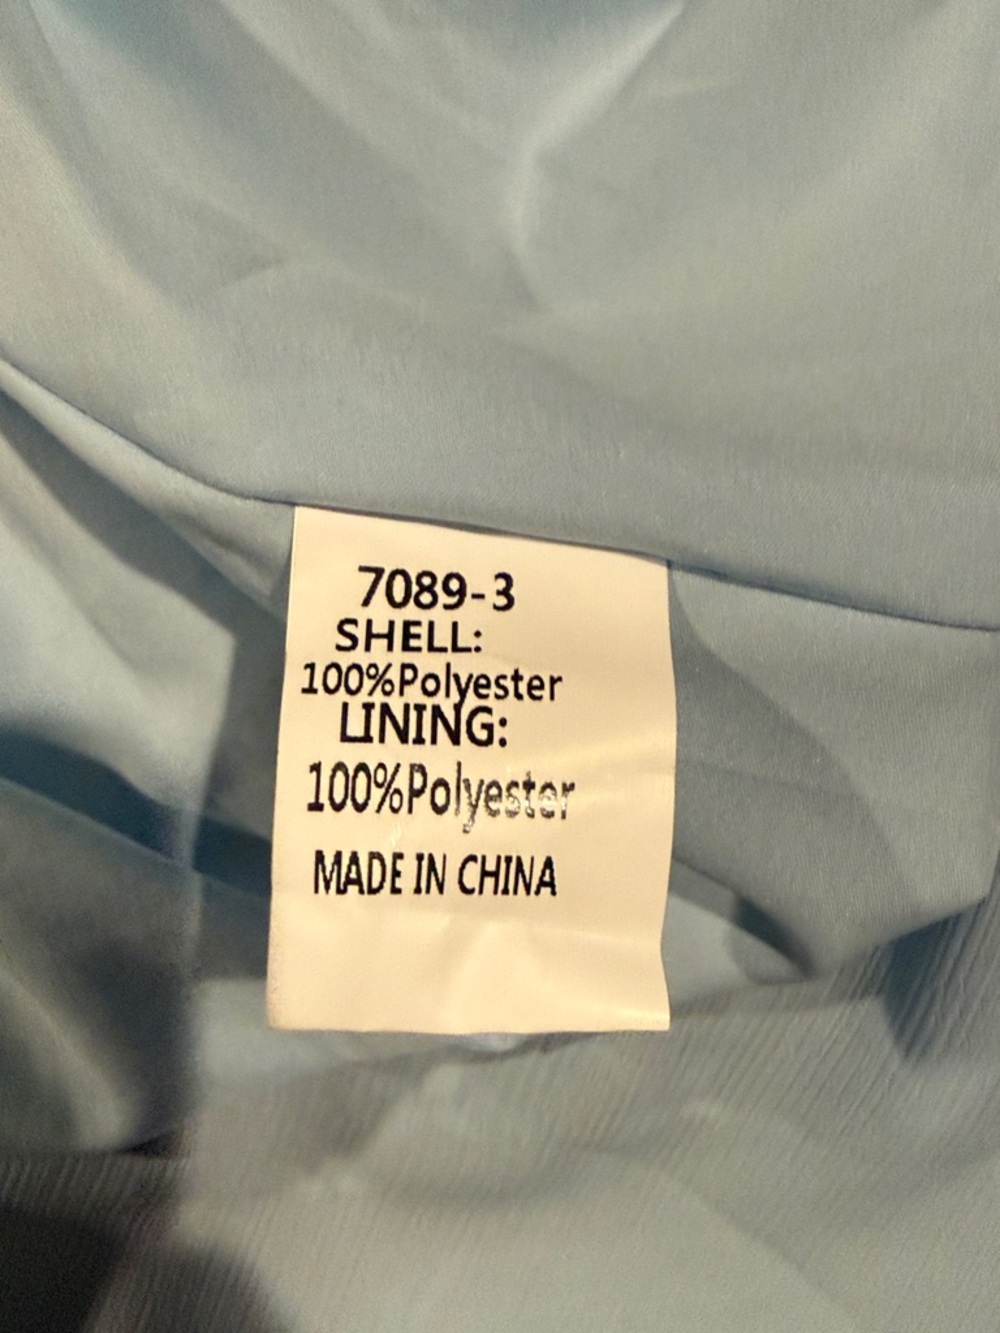 7089-3
SHELL:
100%Polyester
LINING:
100%Polyester
MADE IN CHINA